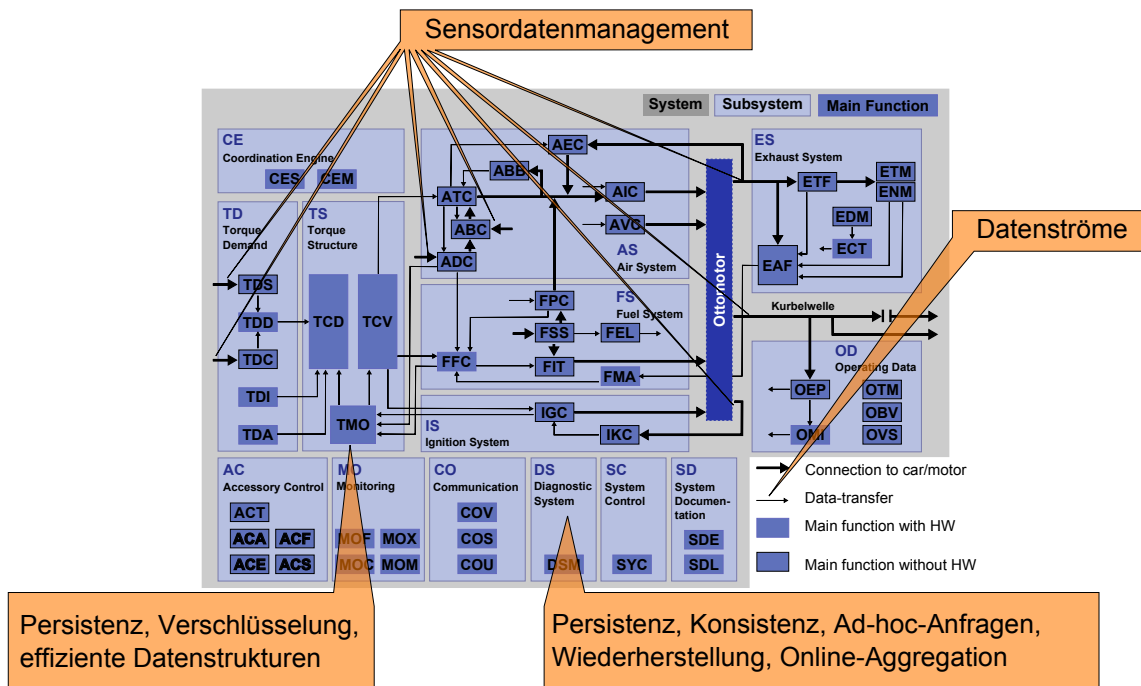 Sensordatenmanagement
System
Subsystem
Main Function
CE
Coordination Engine
CES
CEM
TD
Torque
Demand
TDS
TDD
TDC
TDI
TDA
TS
Torque
Structure
TCD
TCV
TMO
AEC
ABB
ATC
AIC
ABC
AVC
ADC
AS
Air System
FS
Fuel System
FPC
FSS
FEL
FFC
FIT
FMA
IS
Ignition System
IGC
IKC
Ottomotor
ES
Exhaust System
ETF
ETM
ENM
EDM
ECT
EAF
Datenströme
Kurbelwelle
OD
Operating Data
OEP
OTM
OBV
OMI
OVS
AC
Accessory Control
ACT
ACA
ACF
ACE
ACS
MO
Monitoring
MOF
MOX
MOC
MOM
CO
Communication
COV
COS
COU
DS
Diagnostic
System
DSM
SC
System
Control
SYC
SD
System
Documen-
tation
SDE
SDL
Connection to car/motor
Data-transfer
Main function with HW
Main function without HW
Persistenz, Verschlüsselung,
effiziente Datenstrukturen
Persistenz, Konsistenz, Ad-hoc-Anfragen,
Wiederherstellung, Online-Aggregation